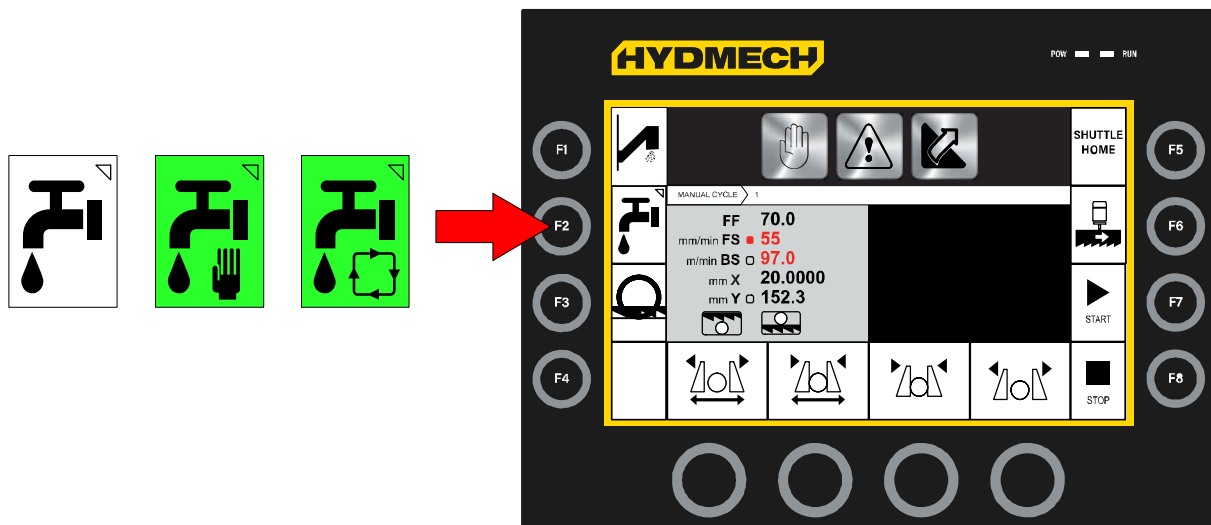 HYDMECH
POW RUN
F1
F2
F3
F4
SHUTTLE
HOME
MANUAL CYCLE 1
FF 70.0
mm/min FS 55
m/min BS 97.0
mm X 20.0000
mm Y 152.3
START
STOP
F5
F6
F7
F8